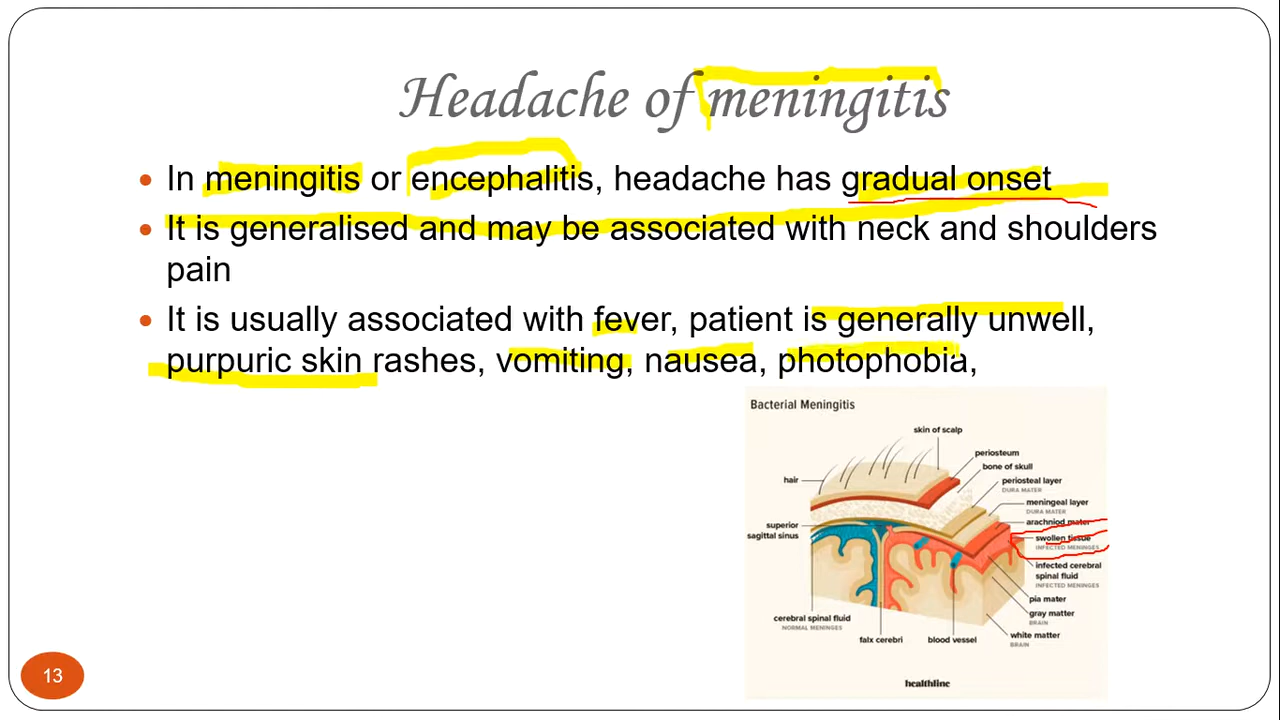 Headache of meningitis
• In meningitis or encephalitis, headache has gradual onset
• It is generalised and may be associated with neck and shoulders
pain
• It is usually associated with fever, patient is generally unwell,
purpuric skin rashes, vomiting, nausea, photophobia,
Bacterial Meningitis
skin of scalp
periosteum
bone of skull
hair
periosteal layer
DURA MATER
meningeal layer
DURA MATER
arachniod mater
superior
sagittal sinus
swollen tissue
INFECTED MENINGES
infected cerebral
spinal fluid
INFECTED MENINGES
pia mater
gray matter
BRAIN
cerebral spinal fluid
NORMAL MENINGES
falx cerebri
blood vessel
white matter
BRAIN
healthline
13